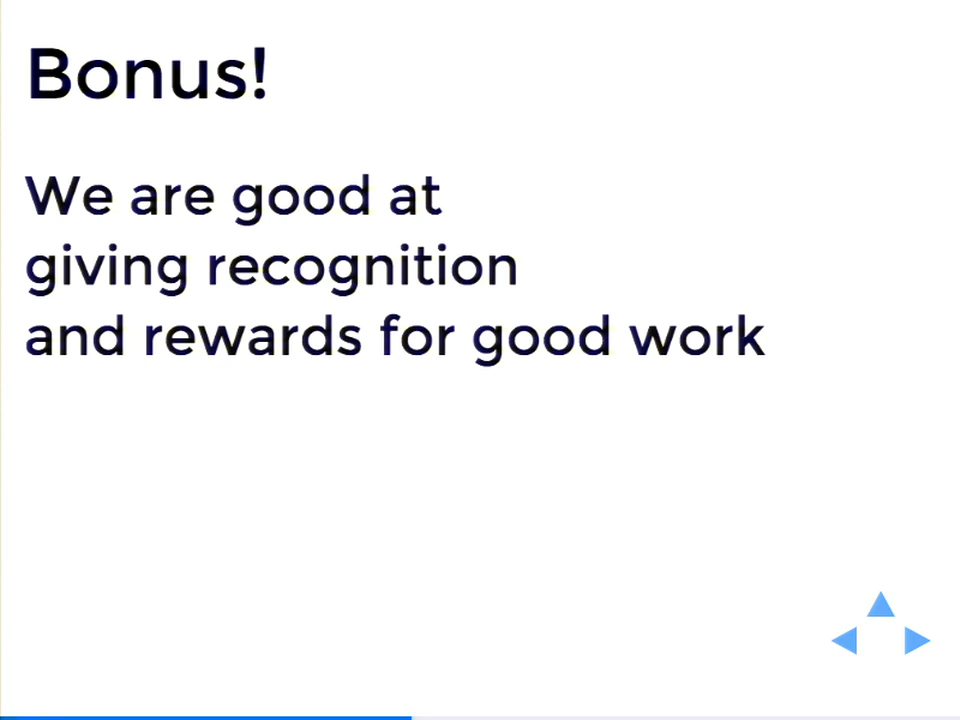 Bonus!
We are good at
giving recognition
and rewards for good work